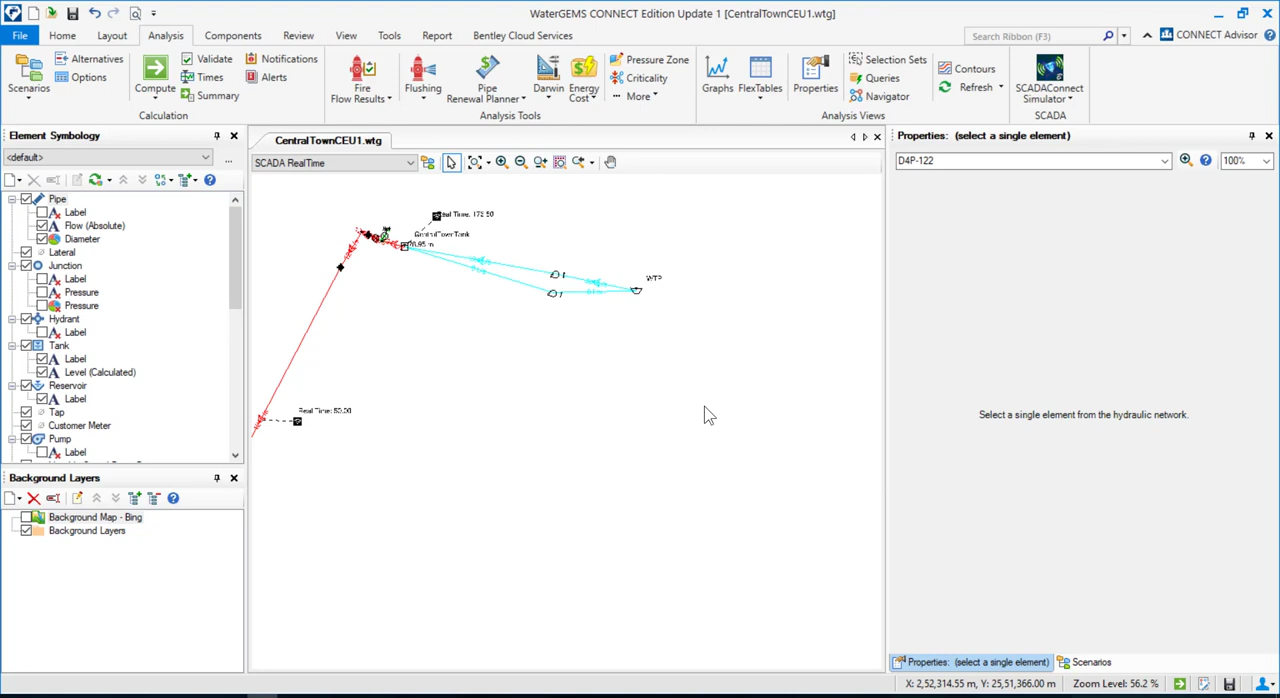 WaterGEMS CONNECT Edition Update 1 [CentralTownCEU1.wtg]
File Home Layout Analysis Components Review View Tools Report Bentley Cloud Services Search Ribbon (F3) CONNECT Advisor
Scenarios Alternatives Options
Compute Validate Times Summary Notifications Alerts
Calculation
Fire Flow Results Flushing Pipe Renewal Planner Darwin Energy Cost Pressure Zone Criticality More
Analysis Tools
Graphs FlexTables Properties Selection Sets Queries Navigator Contours Refresh
Analysis Views
SCADAConnect Simulator
SCADA
Element Symbology
<default>
Pipe
Label
Flow (Absolute)
Diameter
Lateral
Junction
Label
Pressure
Pressure
Hydrant
Label
Tank
Label
Level (Calculated)
Reservoir
Label
Tap
Customer Meter
Pump
Label
Background Layers
Background Map - Bing
Background Layers
CentralTownCEU1.wtg
SCADA RealTime
CentralTownTank
WTP
Real Time: 50.00
Properties: (select a single element)
D4P-122 100%
Select a single element from the hydraulic network.
Properties: (select a single element) Scenarios
X: 2,52,314.55 m, Y: 25,51,366.00 m Zoom Level: 56.2 %